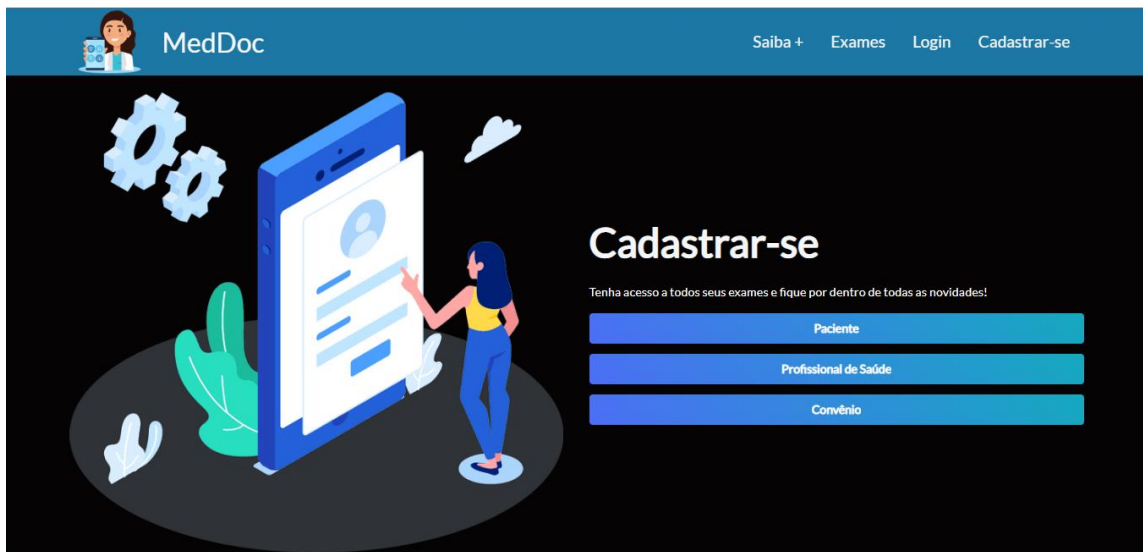 MedDoc
Saiba +
Exames
Login
Cadastrar-se
Cadastrar-se
Tenha acesso a todos seus exames e fique por dentro de todas as novidades!
Paciente
Profissional de Saúde
Convênio